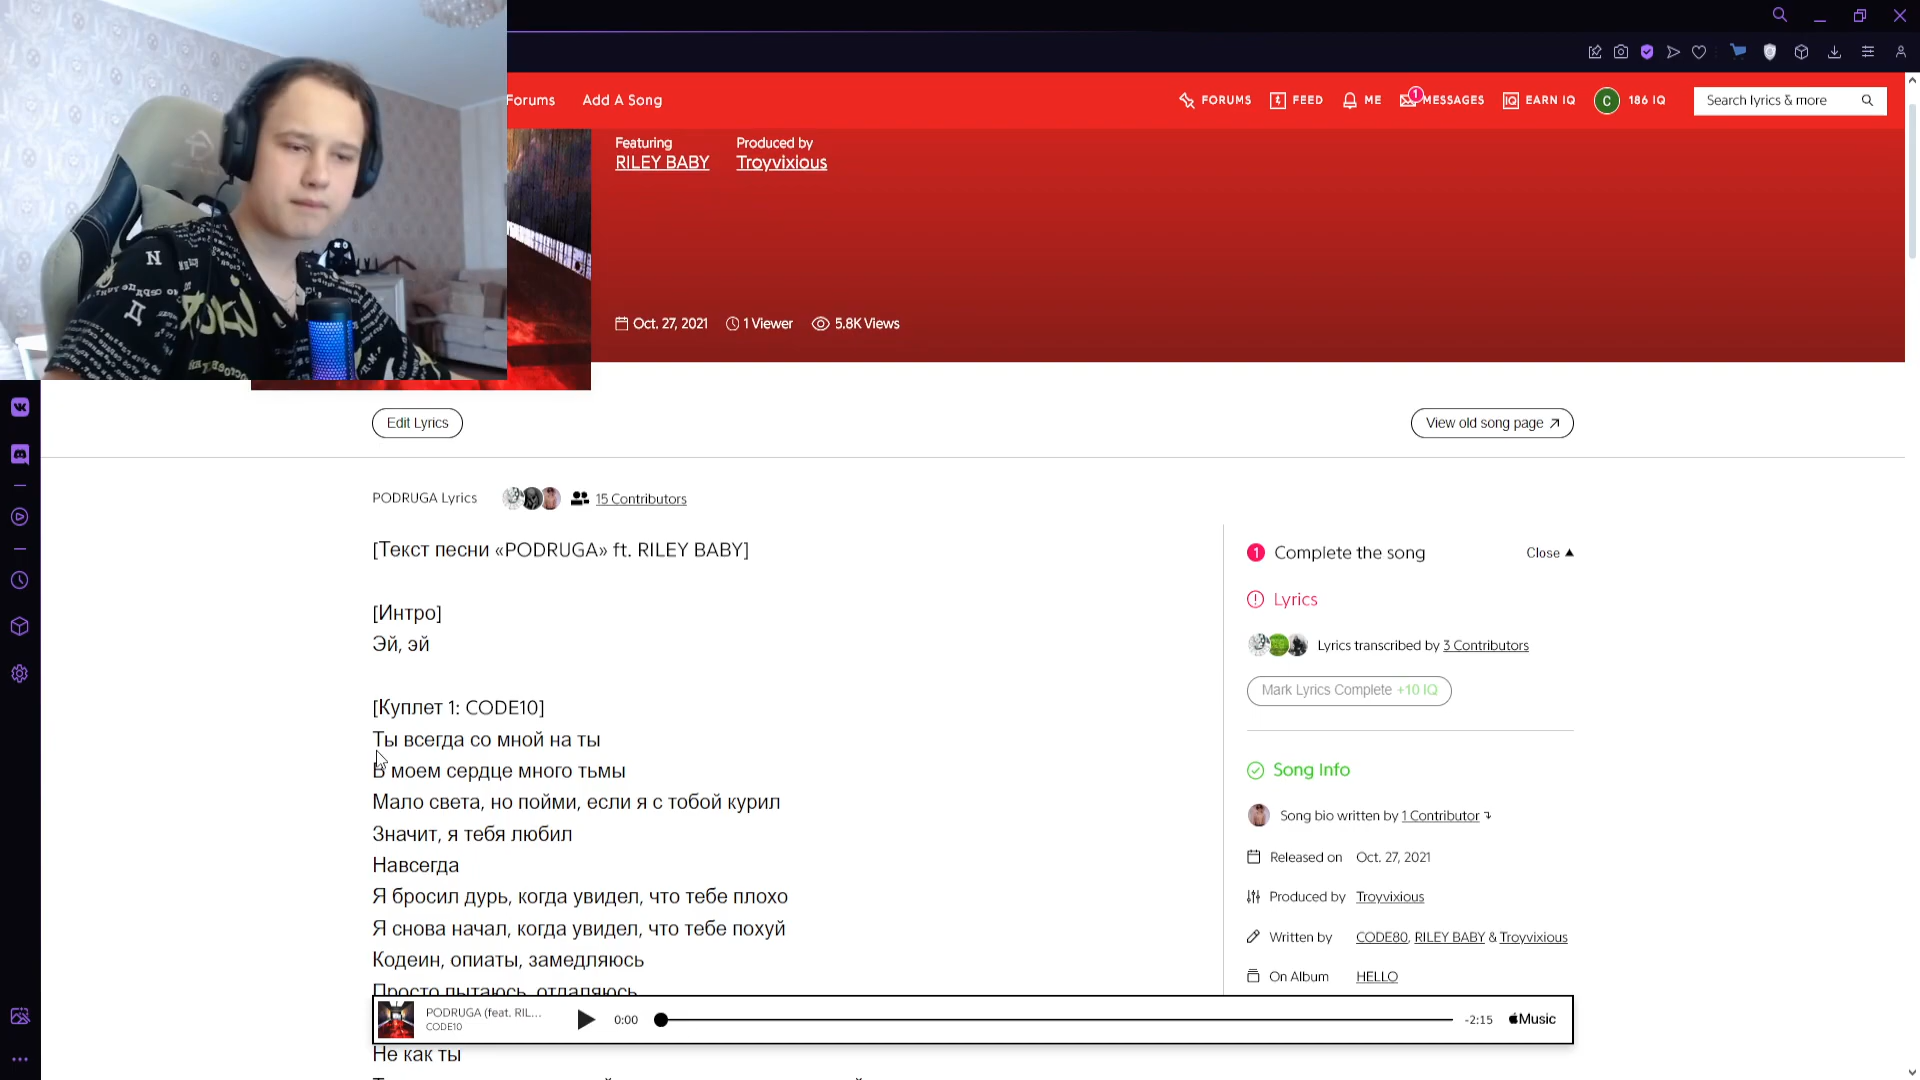 Forums
Add A Song
FORUMS
FEED
ME
1
MESSAGES
IQ
EARN IQ
C
186 IQ
Search lyrics & more
Featuring
RILEY BABY
Produced by
Troyvixious
Oct. 27, 2021
1 Viewer
5.8K Views
Edit Lyrics
View old song page
PODRUGA Lyrics
15 Contributors
[Текст песни «PODRUGA» ft. RILEY BABY]
[Интро]
Эй, эй
[Куплет 1: CODE10]
Ты всегда со мной на ты
В моем сердце много тьмы
Мало света, но пойми, если я с тобой курил
Значит, я тебя любил
Навсегда
Я бросил дурь, когда увидел, что тебе плохо
Я снова начал, когда увидел, что тебе похуй
Кодеин, опиаты, замедляюсь
Просто пытаюсь, отдаляюсь
Не как ты
1
Complete the song
Close
Lyrics
Lyrics transcribed by 3 Contributors
Mark Lyrics Complete +10 IQ
Song Info
Song bio written by 1 Contributor
Released on Oct. 27, 2021
Produced by Troyvixious
Written by CODE80, RILEY BABY & Troyvixious
On Album HELLO
PODRUGA (feat. RIL...
CODE10
0:00
-2:15
Music
N
Д